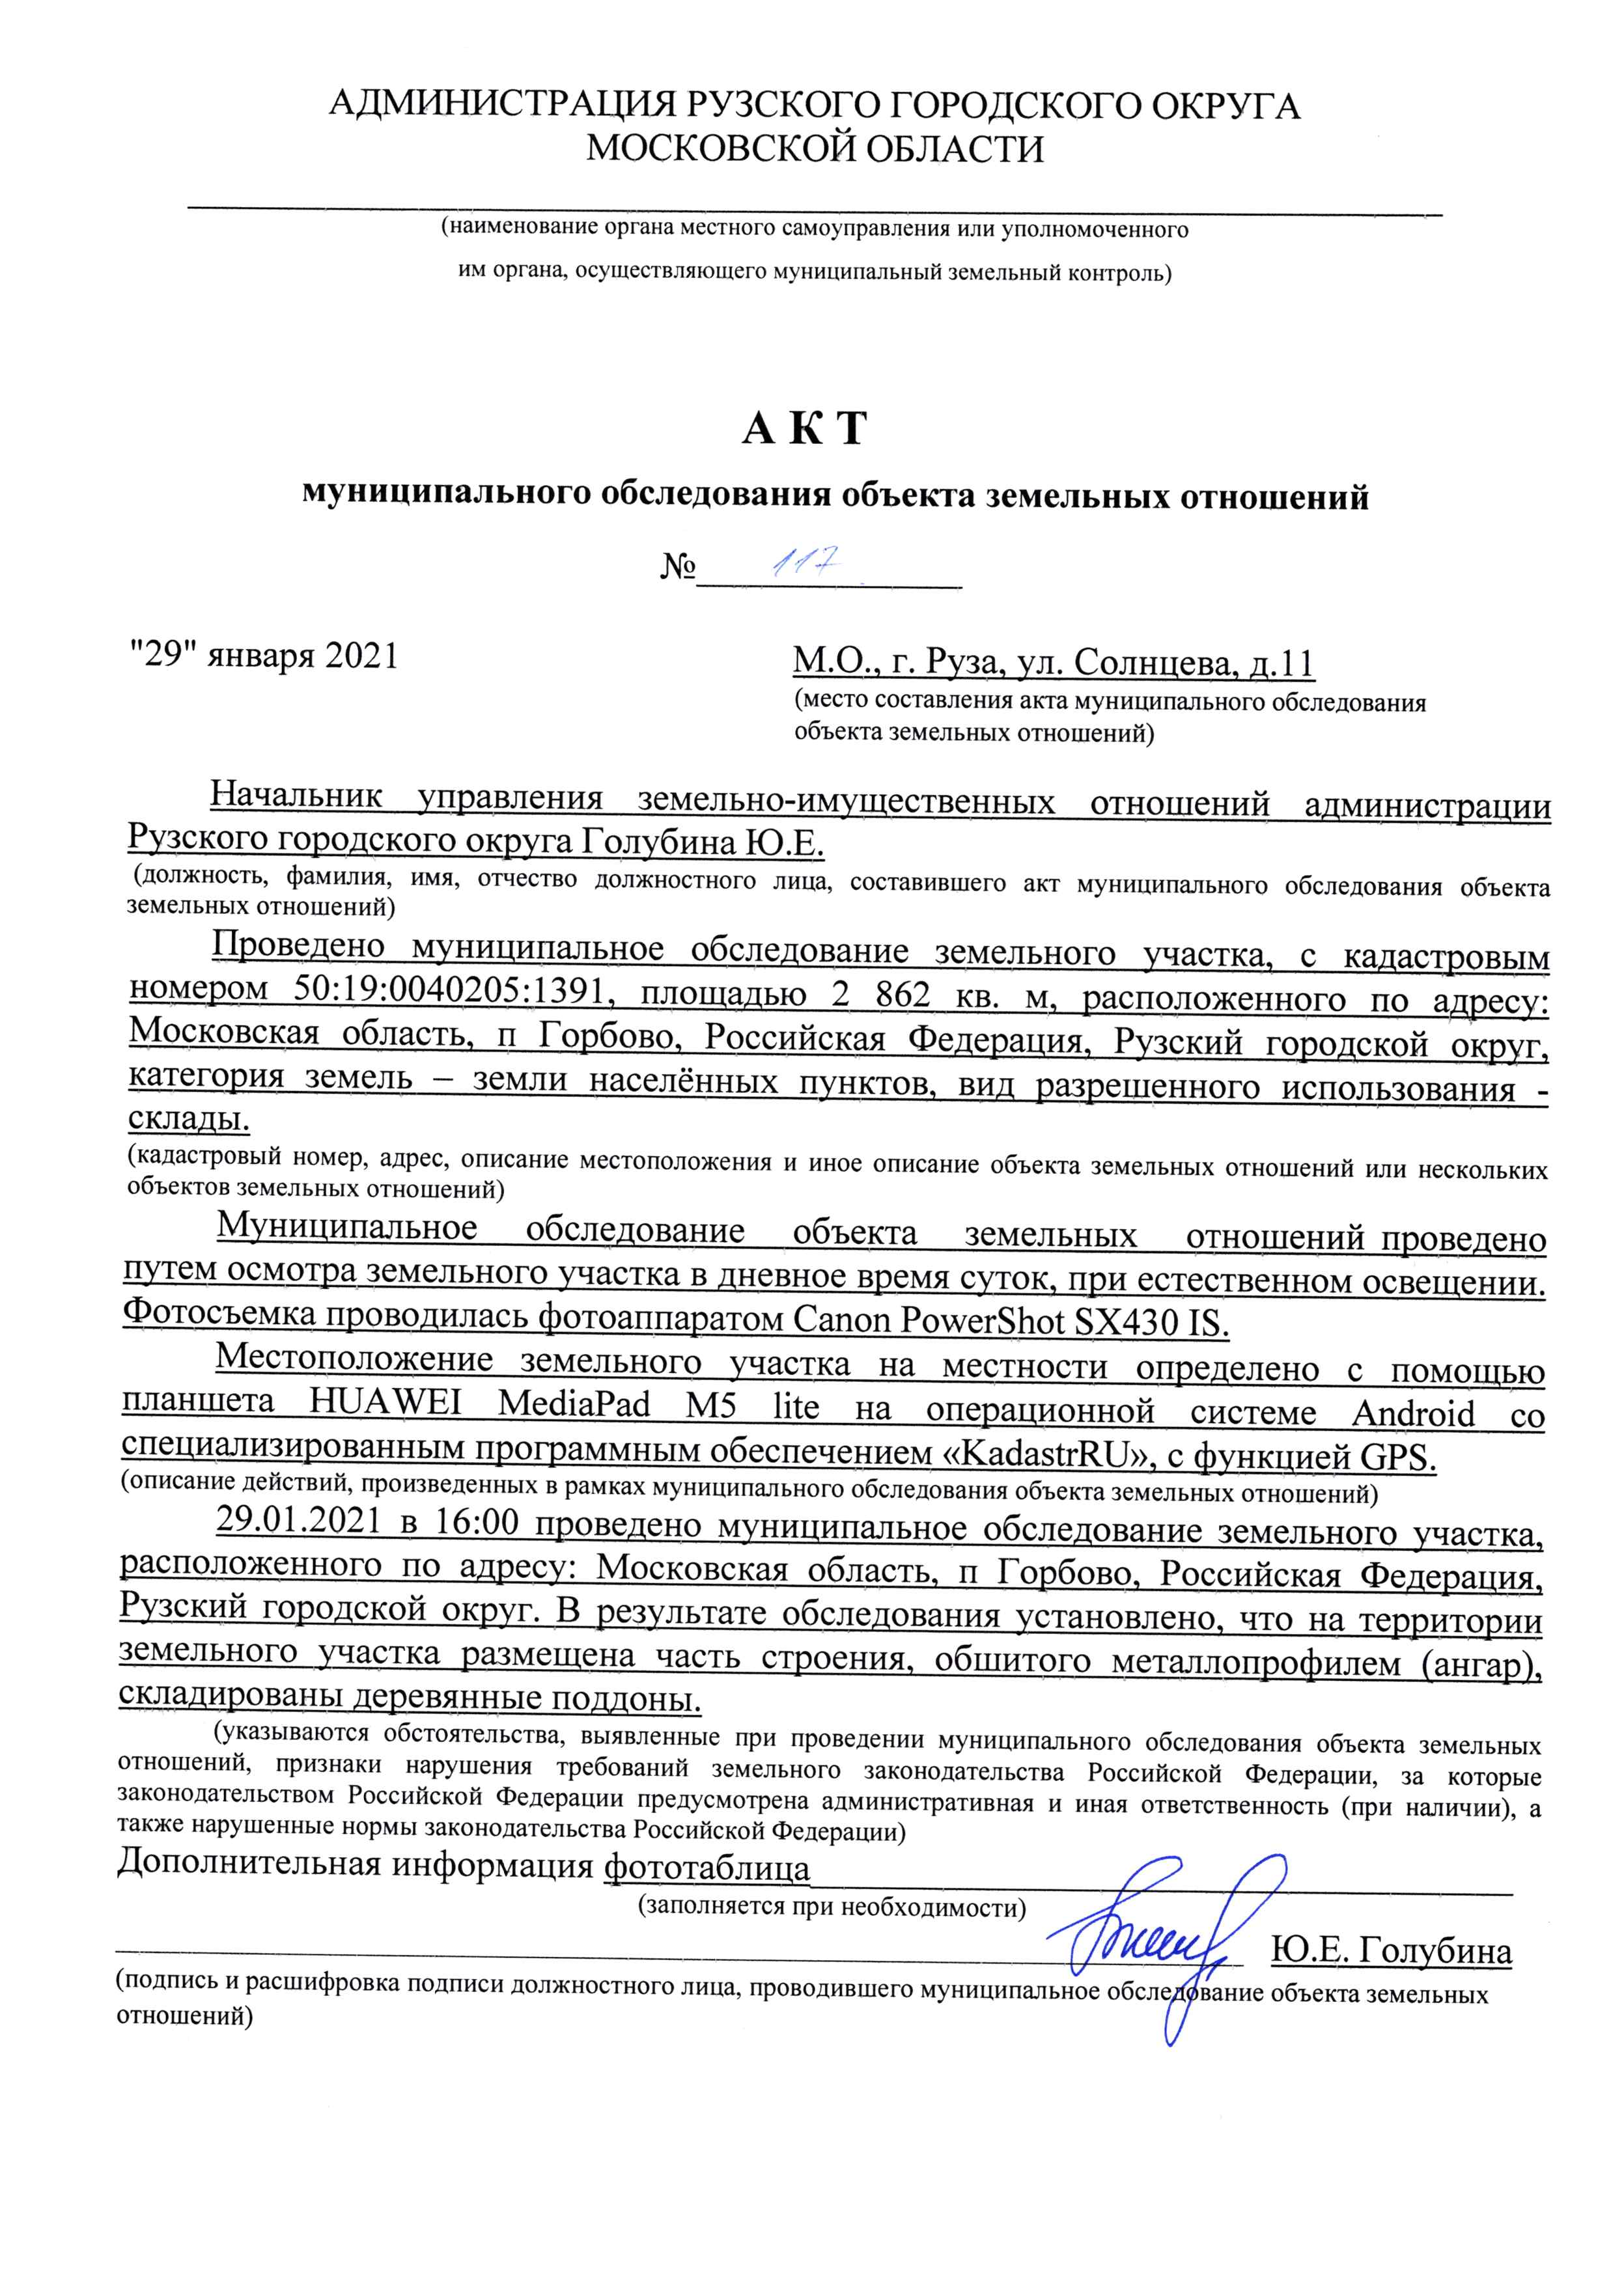 АДМИНИСТРАЦИЯ РУЗСКОГО ГОРОДСКОГО ОКРУГА
МОСКОВСКОЙ ОБЛАСТИ
(наименование органа местного самоуправления или уполномоченного
им органа, осуществляющего муниципальный земельный контроль)
А К Т
муниципального обследования объекта земельных отношений
№ 117
"29" января 2021
М.О., г. Руза, ул. Солнцева, д.11
(место составления акта муниципального обследования
объекта земельных отношений)
Начальник управления земельно-имущественных отношений администрации
Рузского городского округа Голубина Ю.Е.
(должность, фамилия, имя, отчество должностного лица, составившего акт муниципального обследования объекта
земельных отношений)
Проведено муниципальное обследование земельного участка, с кадастровым
номером 50:19:0040205:1391, площадью 2 862 кв. м, расположенного по адресу:
Московская область, п Горбово, Российская Федерация, Рузский городской округ,
категория земель – земли населённых пунктов, вид разрешенного использования -
склады.
(кадастровый номер, адрес, описание местоположения и иное описание объекта земельных отношений или нескольких
объектов земельных отношений)
Муниципальное обследование объекта земельных отношений проведено
путем осмотра земельного участка в дневное время суток, при естественном освещении.
Фотосъемка проводилась фотоаппаратом Canon PowerShot SX430 IS.
Местоположение земельного участка на местности определено с помощью
планшета HUAWEI MediaPad M5 lite на операционной системе Android со
специализированным программным обеспечением «KadastrRU», с функцией GPS.
(описание действий, произведенных в рамках муниципального обследования объекта земельных отношений)
29.01.2021 в 16:00 проведено муниципальное обследование земельного участка,
расположенного по адресу: Московская область, п Горбово, Российская Федерация,
Рузский городской округ. В результате обследования установлено, что на территории
земельного участка размещена часть строения, обшитого металлопрофилем (ангар),
складированы деревянные поддоны.
(указываются обстоятельства, выявленные при проведении муниципального обследования объекта земельных
отношений, признаки нарушения требований земельного законодательства Российской Федерации, за которые
законодательством Российской Федерации предусмотрена административная и иная ответственность (при наличии), а
также нарушенные нормы законодательства Российской Федерации)
Дополнительная информация фототаблица
(заполняется при необходимости)
Ю.Е. Голубина
(подпись и расшифровка подписи должностного лица, проводившего муниципальное обследование объекта земельных
отношений)